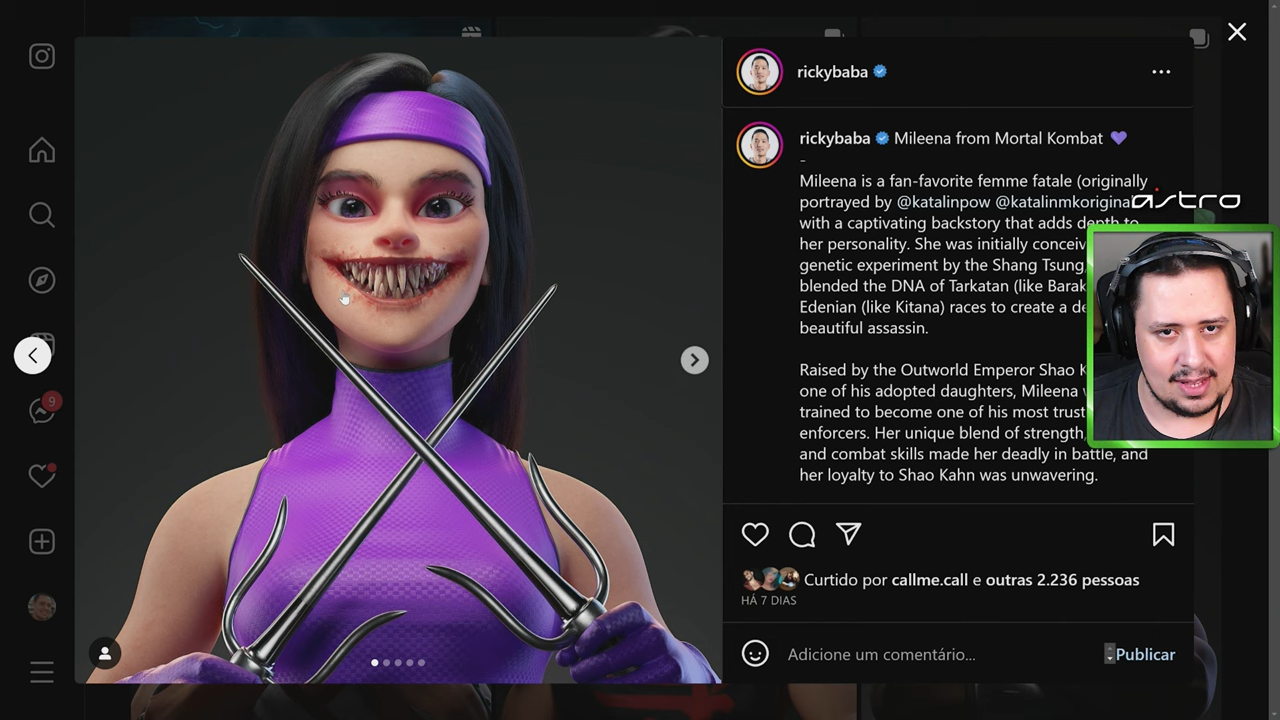 rickybaba
rickybaba Mileena from Mortal Kombat
-
Mileena is a fan-favorite femme fatale (originally
portrayed by @katalinpow @katalinmkorigina
with a captivating backstory that adds depth to
her personality. She was initially conceiv
genetic experiment by the Shang Tsung,
blended the DNA of Tarkatan (like Barak
Edenian (like Kitana) races to create a de
beautiful assassin.
Raised by the Outworld Emperor Shao K
one of his adopted daughters, Mileena
trained to become one of his most trust
enforcers. Her unique blend of strength,
and combat skills made her deadly in battle, and
her loyalty to Shao Kahn was unwavering.
Curtido por callme.call e outras 2.236 pessoas
HÁ 7 DIAS
Adicione um comentário...
Publicar
9
astro